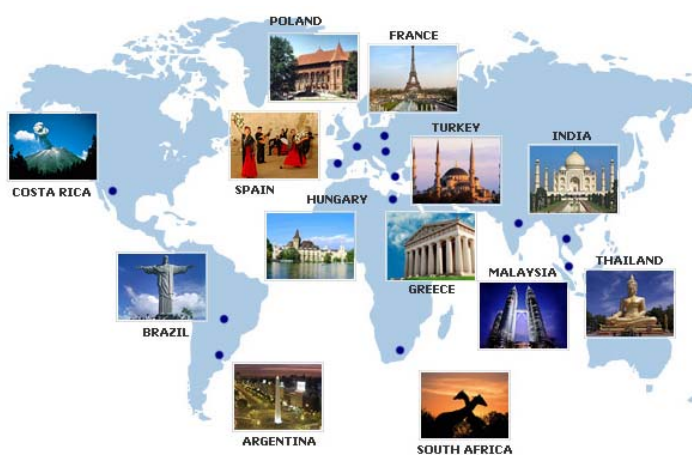 POLAND
FRANCE
TURKEY
INDIA
COSTA RICA
SPAIN
HUNGARY
GREECE
MALAYSIA
THAILAND
BRAZIL
ARGENTINA
SOUTH AFRICA